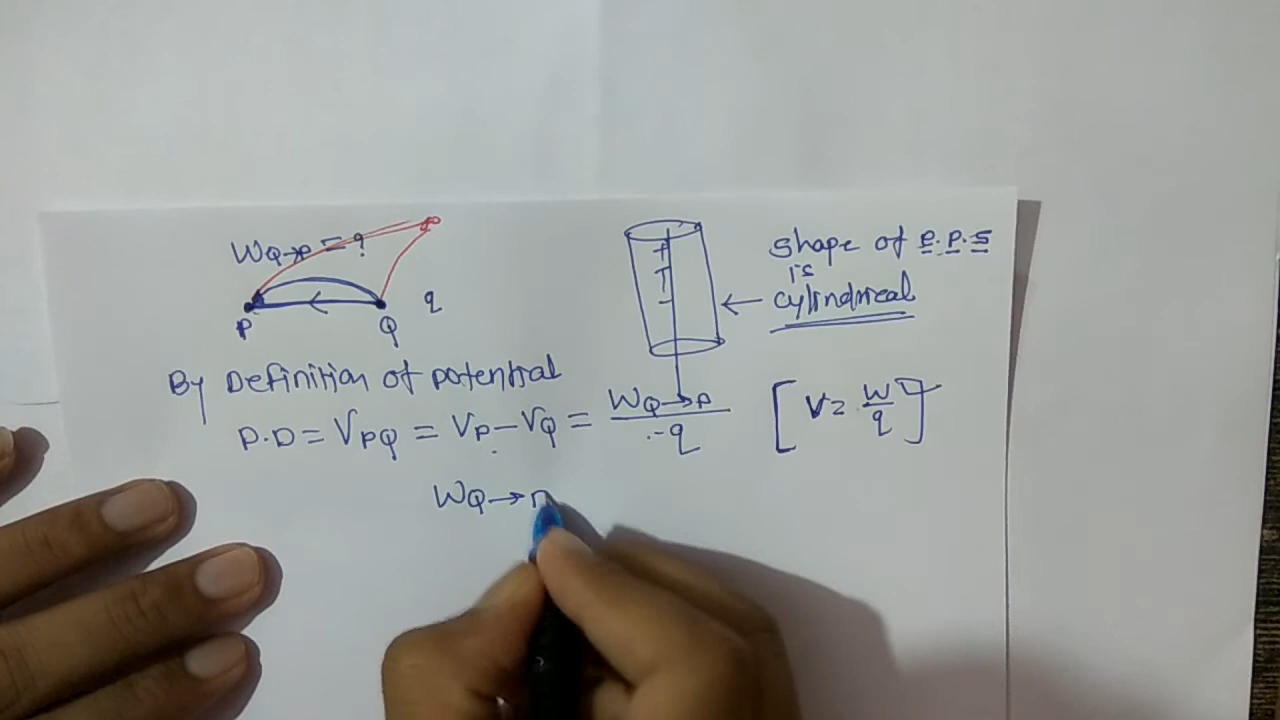 WQ→P = ?
P
Q
q
+
+
+
shape of e.p.s
is
cylindrical
By Definition of potential
P.D = VPQ = VP − VQ = WQ→P / q
[V = W/q]
WQ→P